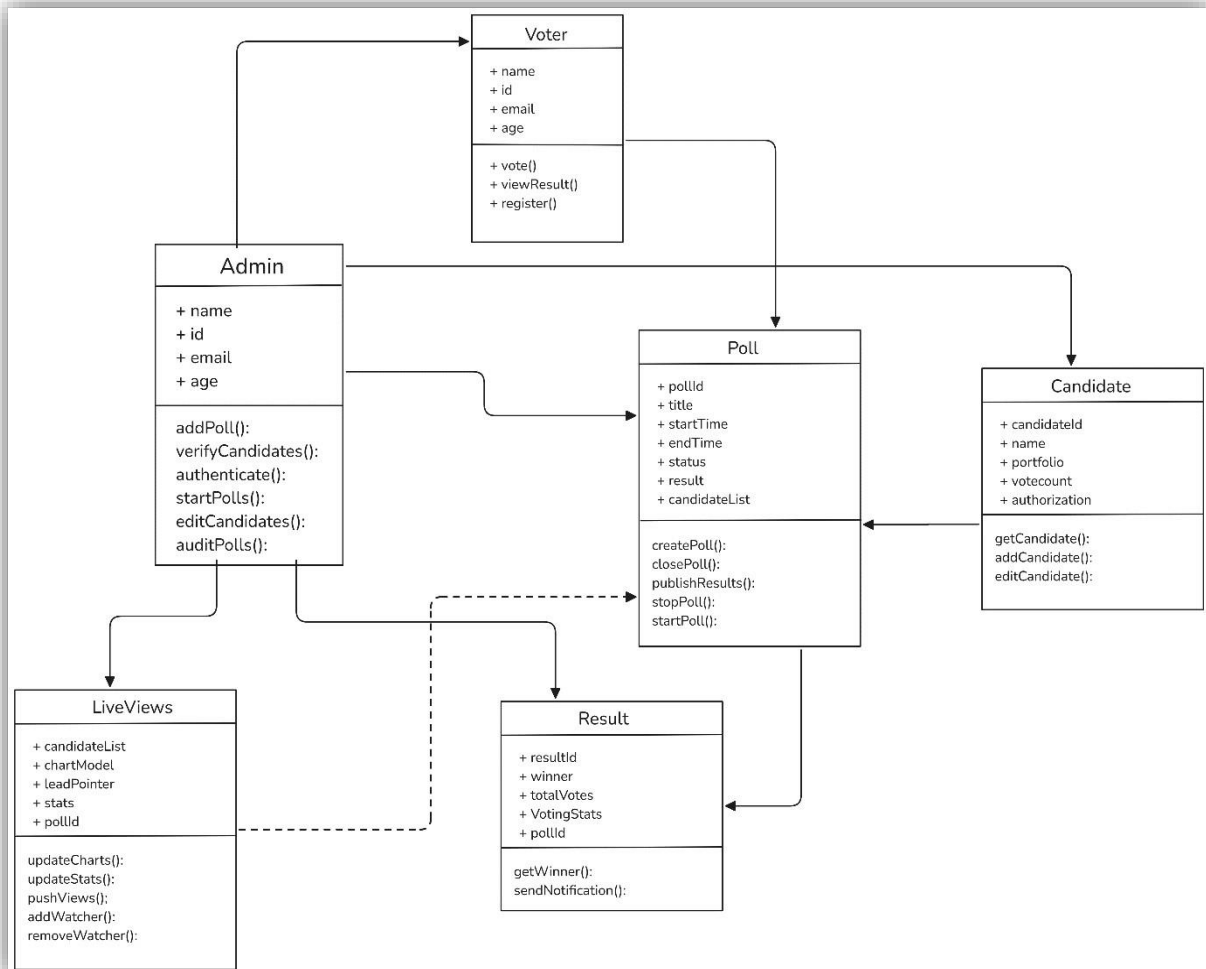 Voter
+ name
+ id
+ email
+ age
+ vote()
+ viewResult()
+ register()
Admin
+ name
+ id
+ email
+ age
addPoll():
verifyCandidates():
authenticate():
startPolls():
editCandidates():
auditPolls():
Poll
+ pollId
+ title
+ startTime
+ endTime
+ status
+ result
+ candidateList
createPoll():
closePoll():
publishResults():
stopPoll():
startPoll():
Candidate
+ candidateId
+ name
+ portfolio
+ votecount
+ authorization
getCandidate():
addCandidate():
editCandidate():
LiveViews
+ candidateList
+ chartModel
+ leadPointer
+ stats
+ pollId
updateCharts():
updateStats():
pushViews();
addWatcher():
removeWatcher():
Result
+ resultId
+ winner
+ totalVotes
+ VotingStats
+ pollId
getWinner():
sendNotification():